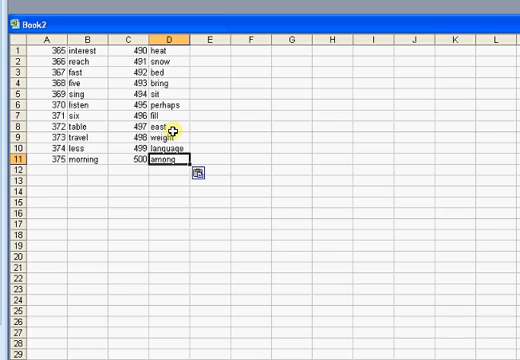 Book2
A B C D E F G H I J K L
1 365 interest 490 heat
2 366 reach 491 snow
3 367 fast 492 bed
4 368 five 493 bring
5 369 sing 494 sit
6 370 listen 495 perhaps
7 371 six 496 fill
8 372 table 497 east
9 373 travel 498 weight
10 374 less 499 language
11 375 morning 500 among
12
13
14
15
16
17
18
19
20
21
22
23
24
25
26
27
28
29